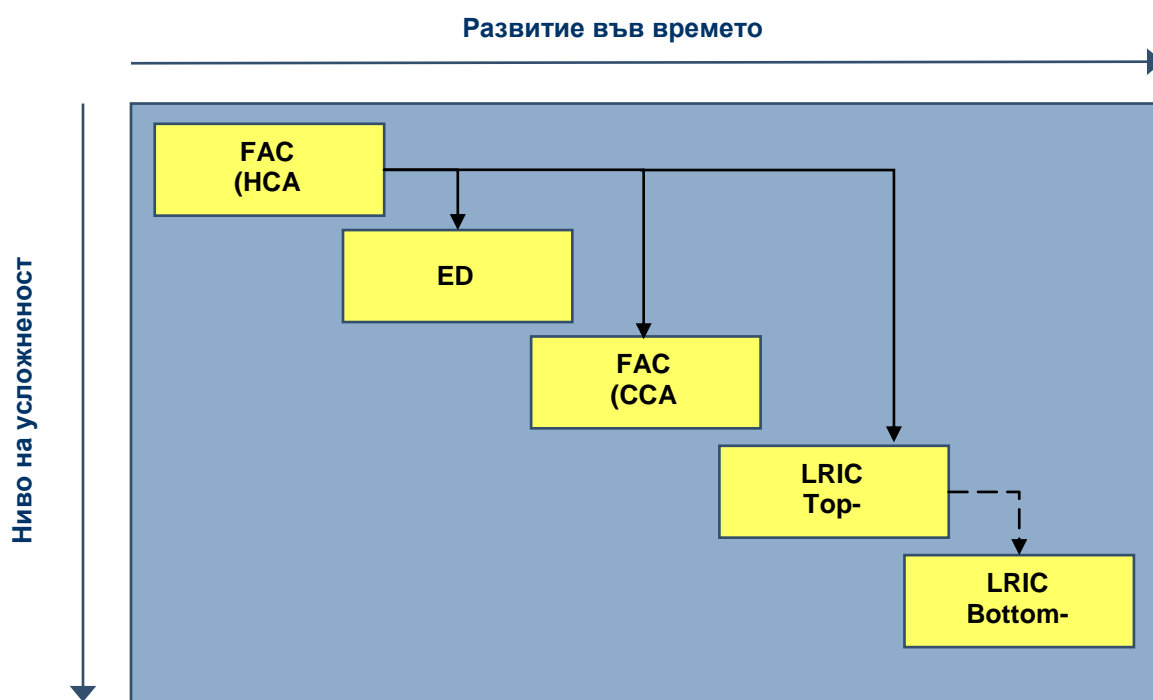 Развитие във времето
Ниво на усложненост
FAC
(HCA
ED
FAC
(CCA
LRIC
Top-
LRIC
Bottom-